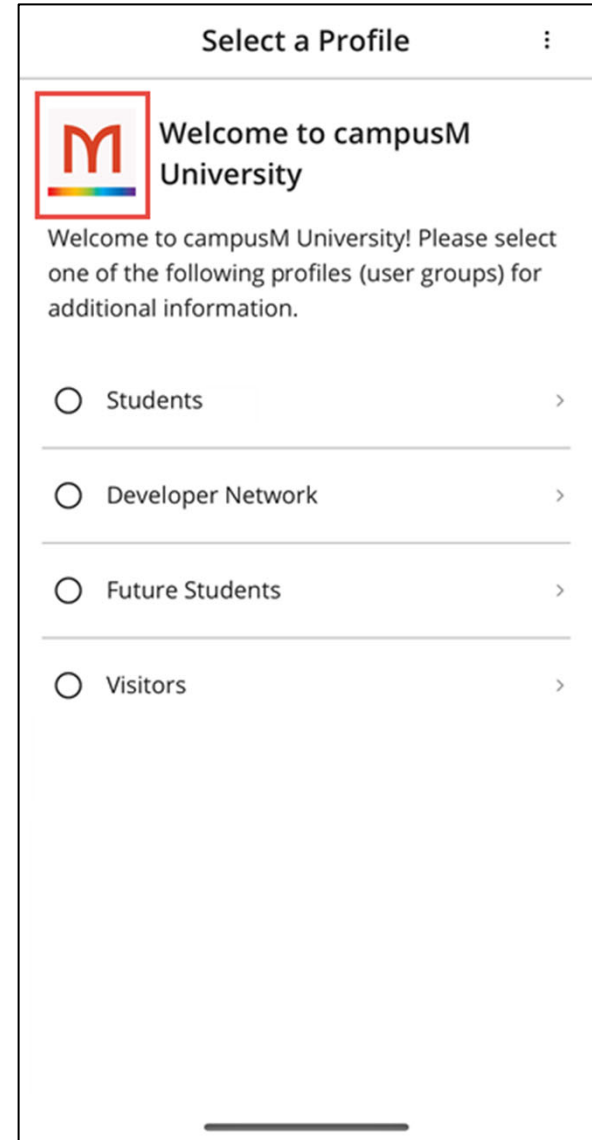 Select a Profile
M
Welcome to campusM
University
Welcome to campusM University! Please select
one of the following profiles (user groups) for
additional information.
Students
Developer Network
Future Students
Visitors